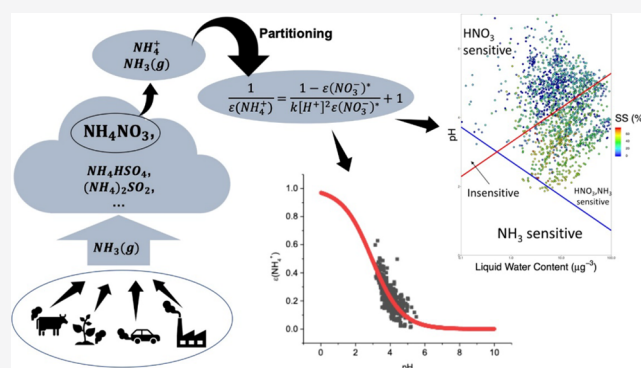 NH₄⁺
NH₃(g)
Partitioning
1/ε(NH₄⁺) = (1 − ε(NO₃⁻)*)/(k[H⁺]²ε(NO₃⁻)*) + 1
NH₄NO₃,
NH₄HSO₄,
(NH₄)₂SO₂,
...
NH₃(g)
HNO₃
sensitive
SS (%
pH
Insensitive
HNO₃,NH₃
sensitive
NH₃ sensitive
Liquid Water Content (μg⁻³)
1.0
0.8
0.6
0.4
0.2
0.0
ε(NH₄⁺)
0 2 4 6 8 10
pH